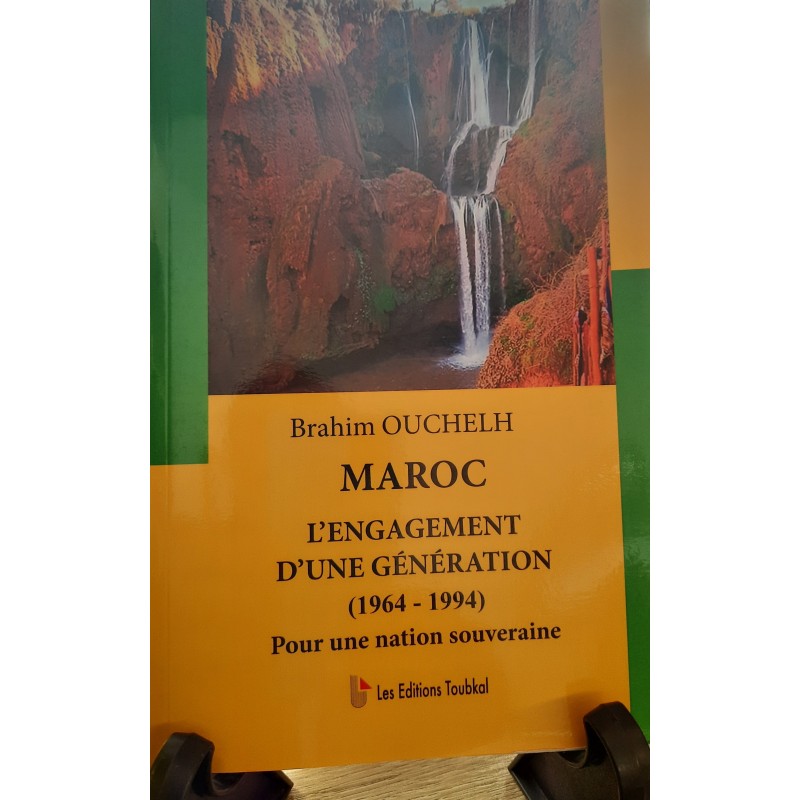 Brahim OUCHELH
MAROC
L'ENGAGEMENT
D'UNE GÉNÉRATION
(1964 - 1994)
Pour une nation souveraine
Les Editions Toubkal